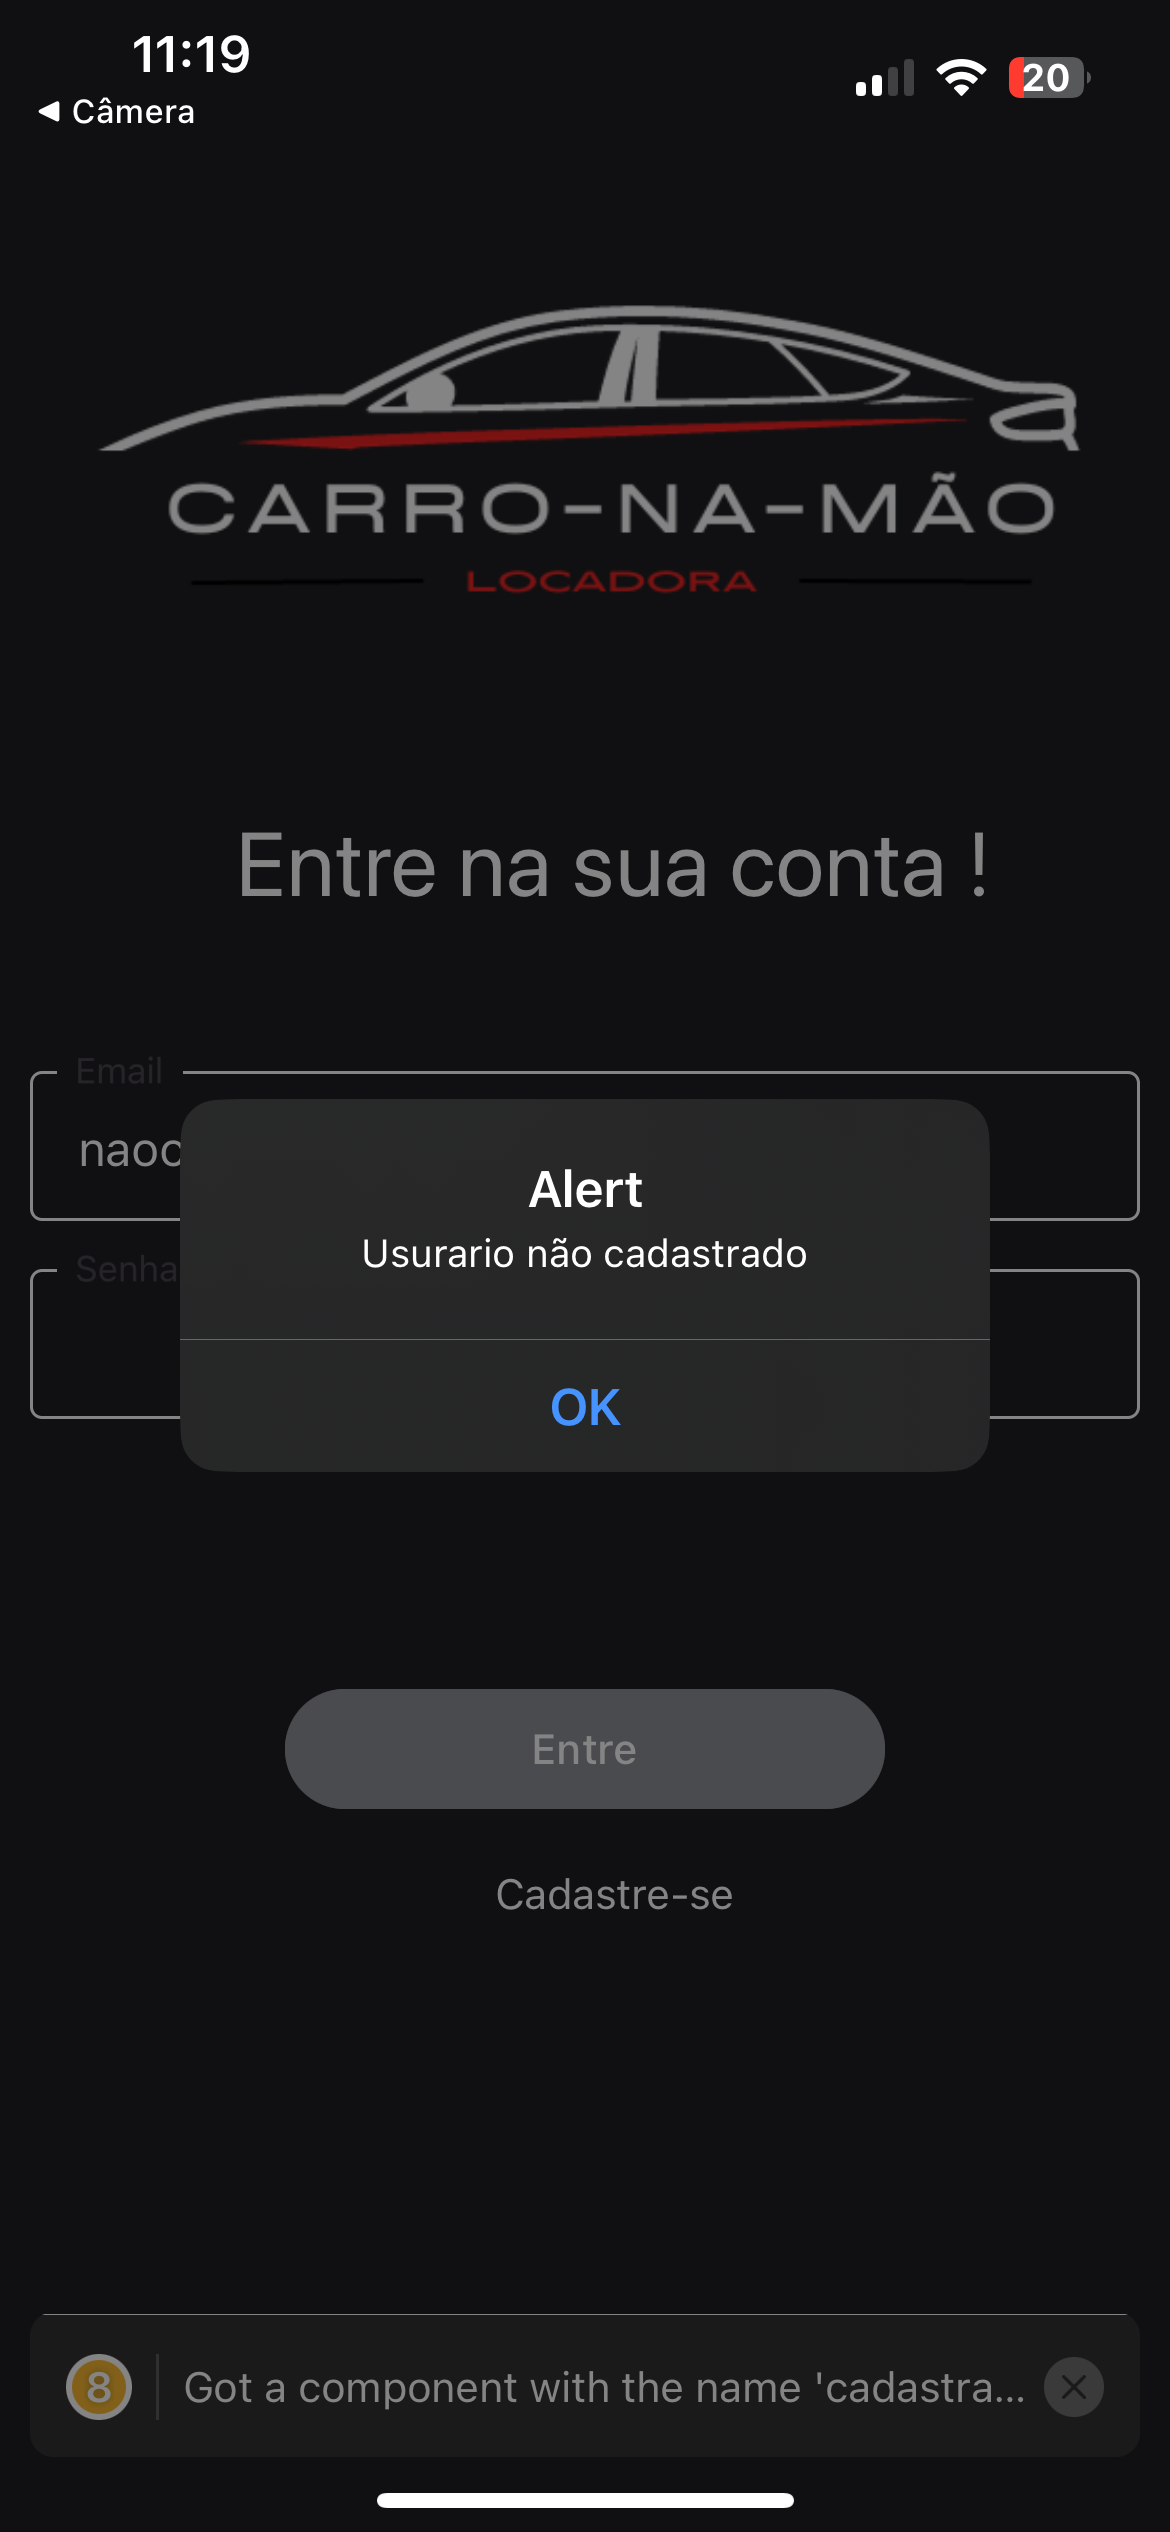 11:19
20
Câmera
CARRO-NA-MÃO
LOCADORA
Entre na sua conta !
Email
Alert
Usurario não cadastrado
Senha
OK
Entre
Cadastre-se
8
Got a component with the name 'cadastra...